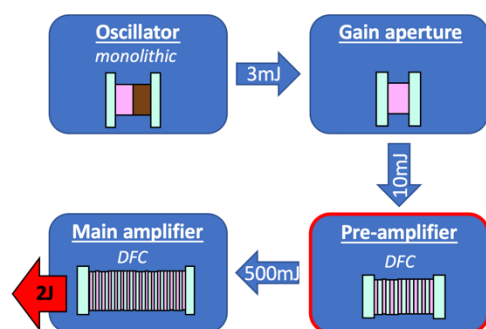 Oscillator
monolithic
3mJ
Gain aperture
10mJ
Pre-amplifier
DFC
500mJ
Main amplifier
DFC
2J